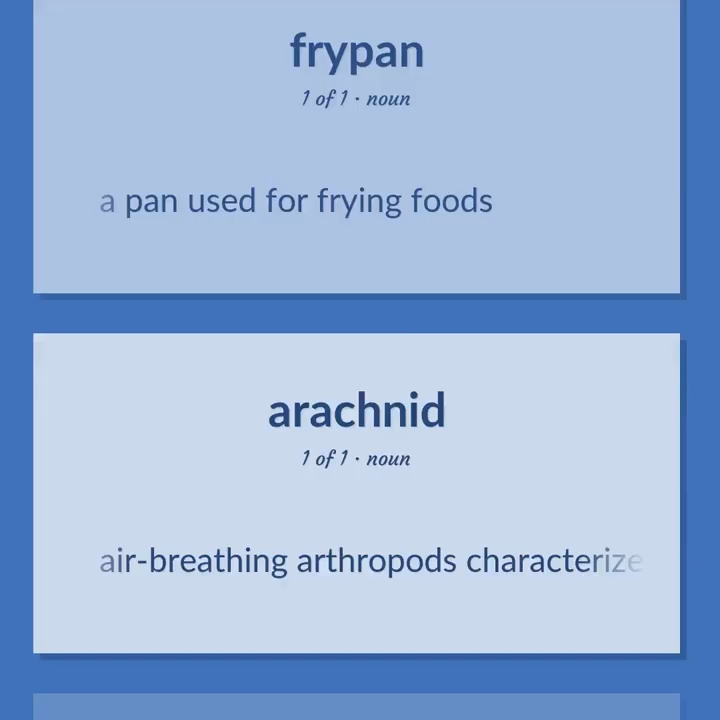 frypan
1 of 1 · noun
a pan used for frying foods
arachnid
1 of 1 · noun
air-breathing arthropods characterize